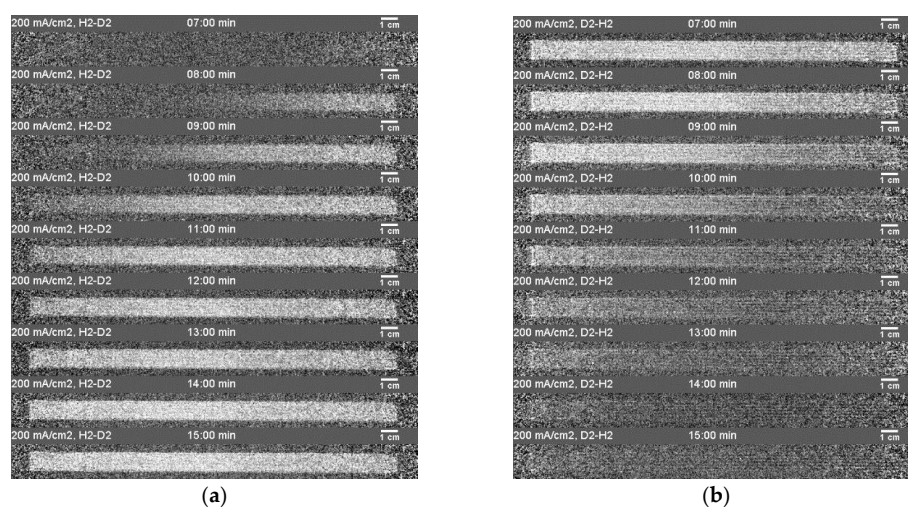 200 mA/cm2, H2-D2 07:00 min 1 cm
200 mA/cm2, H2-D2 08:00 min 1 cm
200 mA/cm2, H2-D2 09:00 min 1 cm
200 mA/cm2, H2-D2 10:00 min 1 cm
200 mA/cm2, H2-D2 11:00 min 1 cm
200 mA/cm2, H2-D2 12:00 min 1 cm
200 mA/cm2, H2-D2 13:00 min 1 cm
200 mA/cm2, H2-D2 14:00 min 1 cm
200 mA/cm2, H2-D2 15:00 min 1 cm
(a)
200 mA/cm2, D2-H2 07:00 min 1 cm
200 mA/cm2, D2-H2 08:00 min 1 cm
200 mA/cm2, D2-H2 09:00 min 1 cm
200 mA/cm2, D2-H2 10:00 min 1 cm
200 mA/cm2, D2-H2 11:00 min 1 cm
200 mA/cm2, D2-H2 12:00 min 1 cm
200 mA/cm2, D2-H2 13:00 min 1 cm
200 mA/cm2, D2-H2 14:00 min 1 cm
200 mA/cm2, D2-H2 15:00 min 1 cm
(b)